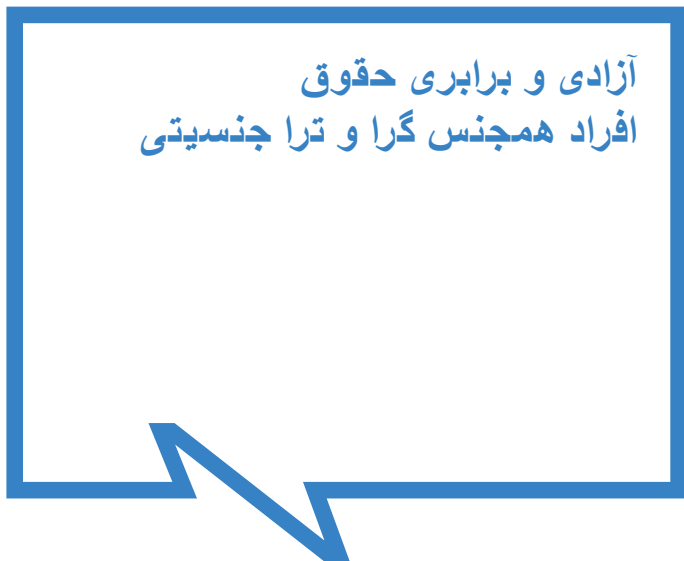 آزادی و برابری حقوق
افراد همجنس گرا و ترا جنسیتی